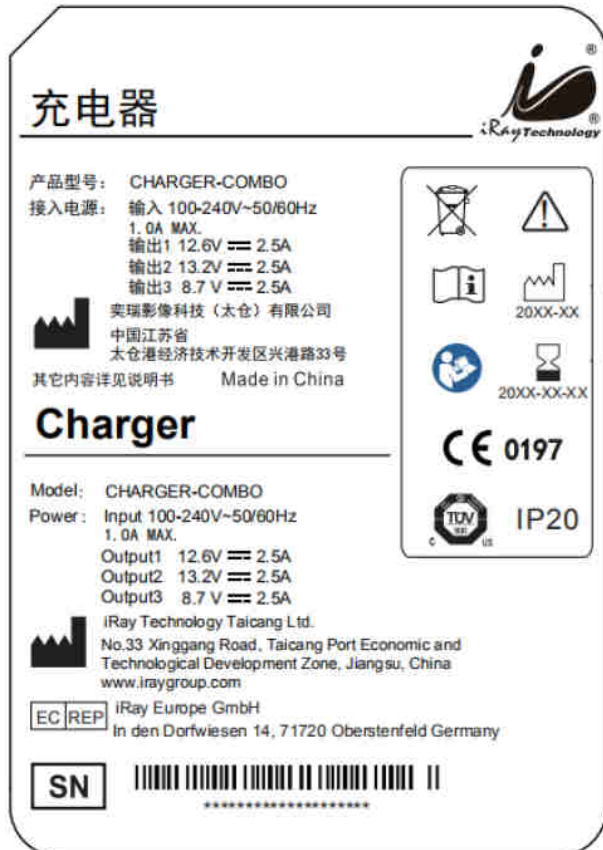 充电器
® 
iRay Technology ®
产品型号： CHARGER-COMBO
接入电源： 输入 100-240V~50/60Hz
1.0A MAX.
输出1 12.6V 2.5A
输出2 13.2V 2.5A
输出3 8.7 V 2.5A
奕瑞影像科技（太仓）有限公司
中国江苏省
太仓港经济技术开发区兴港路33号
其它内容详见说明书 Made in China
i
20XX-XX
20XX-XX-XX
CE 0197
TÜV
C US
IP20
Charger
Model: CHARGER-COMBO
Power: Input 100-240V~50/60Hz
1.0A MAX.
Output1 12.6V 2.5A
Output2 13.2V 2.5A
Output3 8.7 V 2.5A
iRay Technology Taicang Ltd.
No.33 Xinggang Road, Taicang Port Economic and
Technological Development Zone, Jiangsu, China
www.iraygroup.com
EC REP iRay Europe GmbH
In den Dorfwiesen 14, 71720 Oberstenfeld Germany
SN
********************